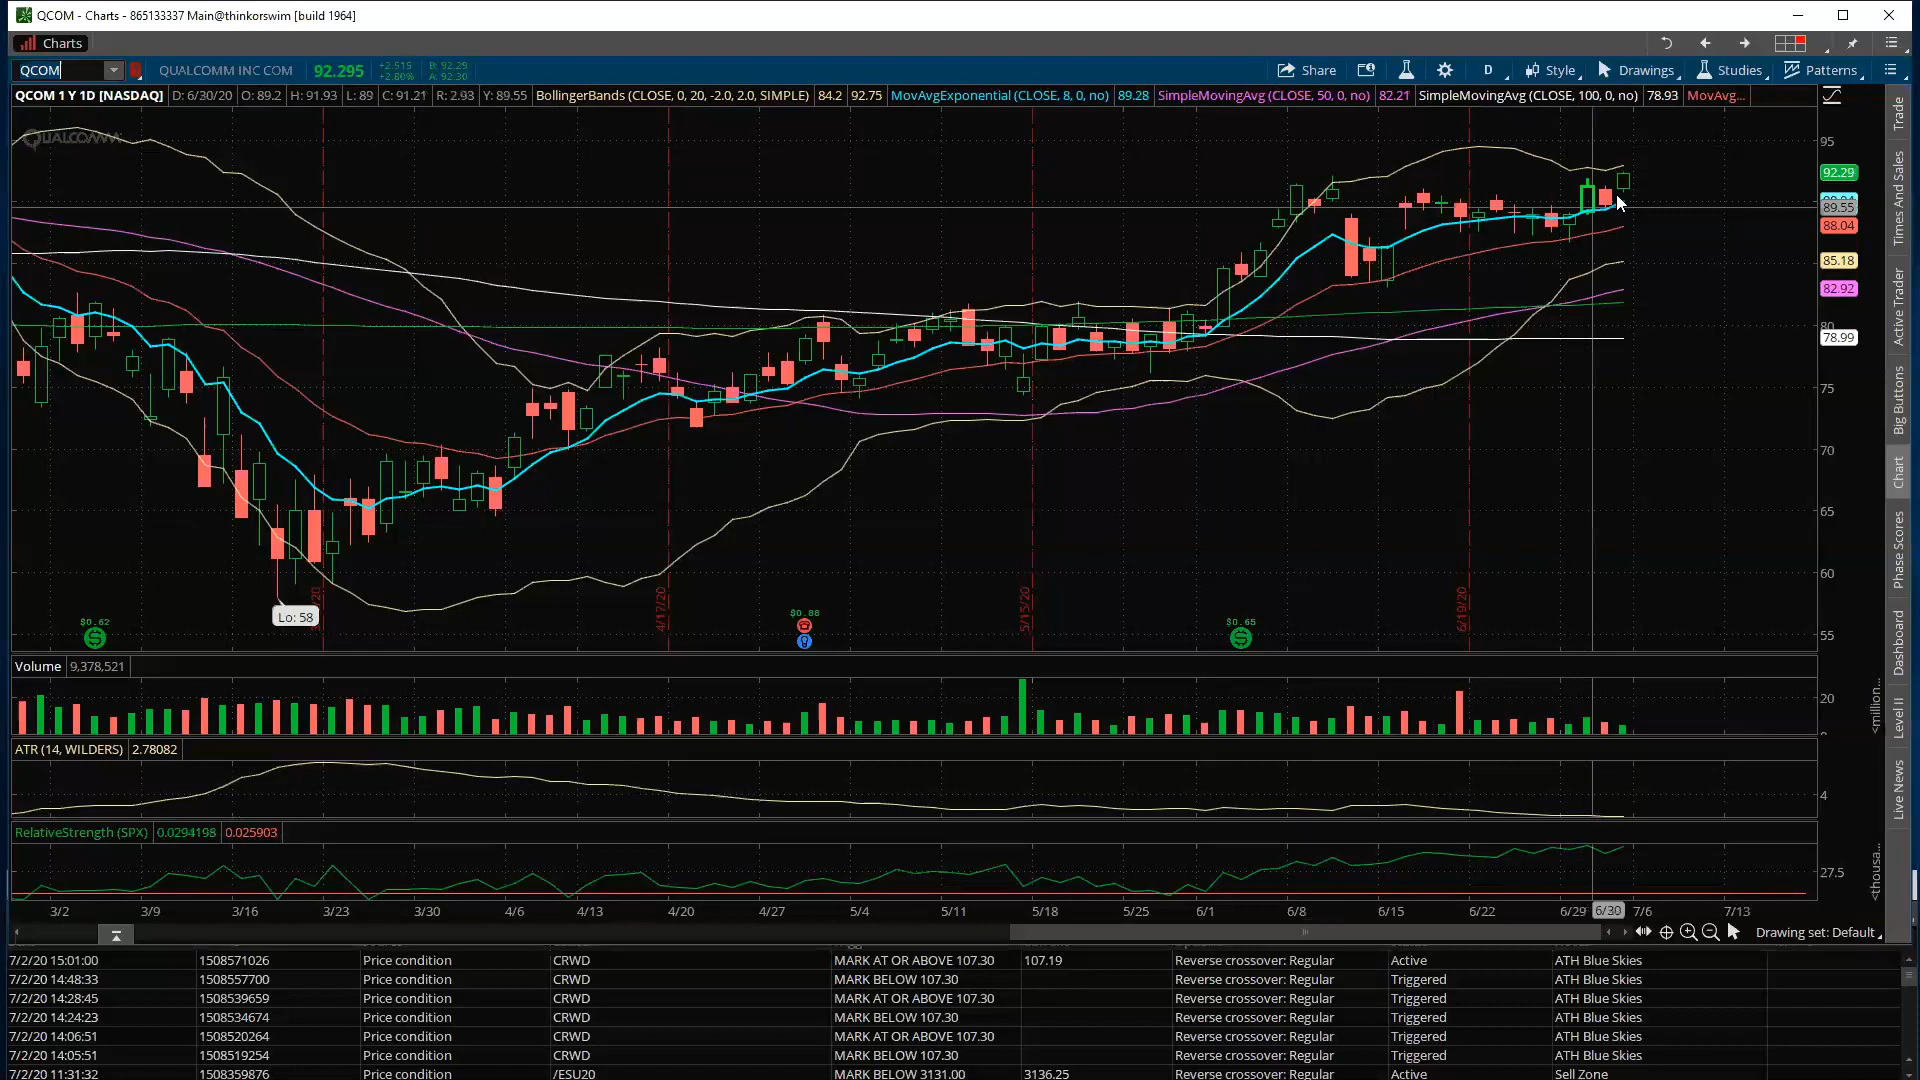 QCOM - Charts - 865133337 Main@thinkorswim [build 1964]
Charts
QCOM QUALCOMM INC COM 92.295 +2.515 +2.80% B: 92.29 A: 92.30 Share D Style Drawings Studies Patterns
QCOM 1 Y 1D [NASDAQ] D: 6/30/20 O: 89.2 H: 91.93 L: 89 C: 91.21 R: 2.93 Y: 89.55 BollingerBands (CLOSE, 0, 20, -2.0, 2.0, SIMPLE) 84.2 92.75 MovAvgExponential (CLOSE, 8, 0, no) 89.28 SimpleMovingAvg (CLOSE, 50, 0, no) 82.21 SimpleMovingAvg (CLOSE, 100, 0, no) 78.93 MovAvg...
QUALCOMM
95
92.29
89.55
88.04
85.18
82.92
80
78.99
75
70
65
60
55
Lo: 58
4/17/20
5/15/20
6/19/20
$0.62
$0.88
$0.65
Volume 9,378,521
20
<million...
ATR (14, WILDERS) 2.78082
4
RelativeStrength (SPX) 0.0294198 0.025903
27.5
<thousa...
3/2 3/9 3/16 3/23 3/30 4/6 4/13 4/20 4/27 5/4 5/11 5/18 5/25 6/1 6/8 6/15 6/22 6/29 6/30 7/6 7/13
Drawing set: Default
Trade
Times And Sales
Active Trader
Big Buttons
Chart
Phase Scores
Dashboard
Level II
Live News
7/2/20 15:01:00 1508571026 Price condition CRWD MARK AT OR ABOVE 107.30 107.19 Reverse crossover: Regular Active ATH Blue Skies
7/2/20 14:48:33 1508557700 Price condition CRWD MARK BELOW 107.30 Reverse crossover: Regular Triggered ATH Blue Skies
7/2/20 14:28:45 1508539659 Price condition CRWD MARK AT OR ABOVE 107.30 Reverse crossover: Regular Triggered ATH Blue Skies
7/2/20 14:24:23 1508534674 Price condition CRWD MARK BELOW 107.30 Reverse crossover: Regular Triggered ATH Blue Skies
7/2/20 14:06:51 1508520264 Price condition CRWD MARK AT OR ABOVE 107.30 Reverse crossover: Regular Triggered ATH Blue Skies
7/2/20 14:05:51 1508519254 Price condition CRWD MARK BELOW 107.30 Reverse crossover: Regular Triggered ATH Blue Skies
7/2/20 11:31:32 1508359876 Price condition /ESU20 MARK BELOW 3131.00 3136.25 Reverse crossover: Regular Active Sell Zone